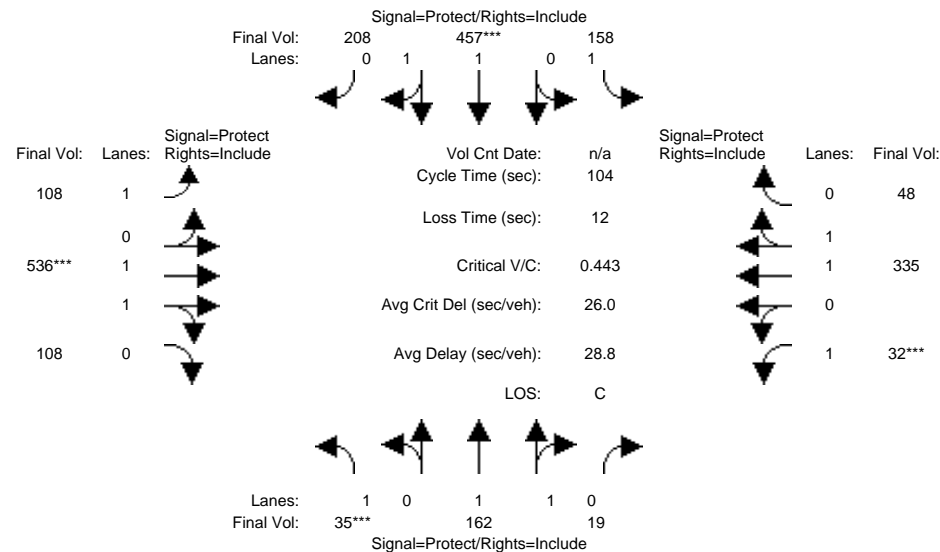 Signal=Protect/Rights=Include
Final Vol: 208 457*** 158
Lanes: 0 1 1 0 1
Signal=Protect
Final Vol: Lanes: Rights=Include
Vol Cnt Date: n/a
Signal=Protect
Rights=Include Lanes: Final Vol:
Cycle Time (sec): 104
108 1
0 48
Loss Time (sec): 12
0
1
536*** 1
Critical V/C: 0.443
1 335
1
Avg Crit Del (sec/veh): 26.0
0
108 0
Avg Delay (sec/veh): 28.8
1 32***
LOS: C
Lanes: 1 0 1 1 0
Final Vol: 35*** 162 19
Signal=Protect/Rights=Include